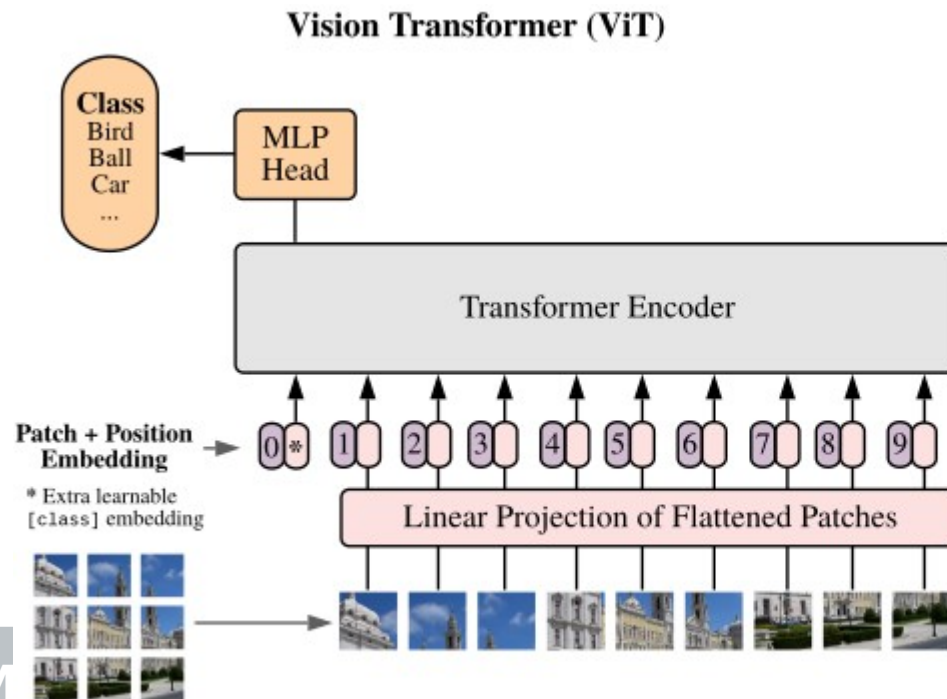 Vision Transformer (ViT)
Class
Bird
Ball
Car
...
MLP
Head
Transformer Encoder
Patch + Position
Embedding
0 * 1 2 3 4 5 6 7 8 9
* Extra learnable
[class] embedding
Linear Projection of Flattened Patches